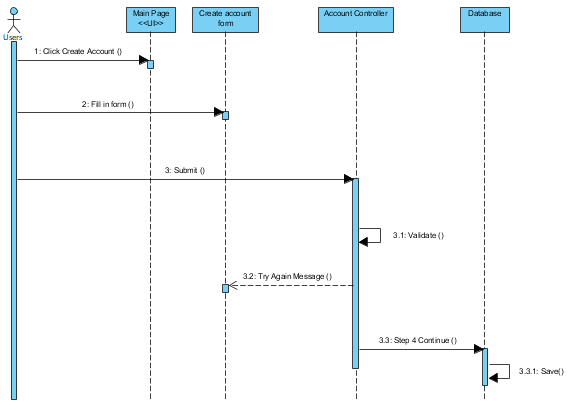 Main Page
<<UI>>
Create account
form
Account Controller
Database
Users
1: Click Create Account ()
2: Fill in form ()
3: Submit ()
3.1: Validate ()
3.2: Try Again Message ()
3.3: Step 4 Continue ()
3.3.1: Save()